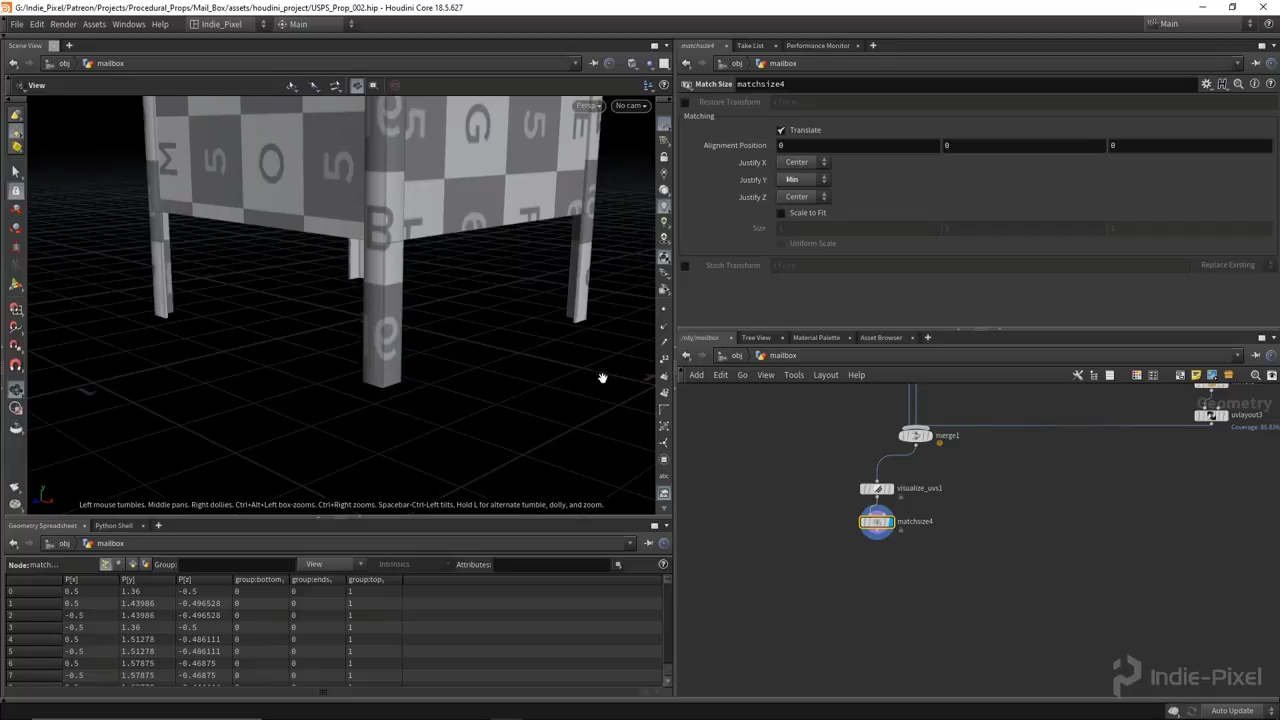 G:/Indie_Pixel/Patreon/Projects/Procedural_Props/Mail_Box/assets/houdini_project/USPS_Prop_002.hip - Houdini Core 18.5.627
File Edit Render Assets Windows Help Indie_Pixel Main Main
Scene View
obj mailbox
View
Persp No cam
M 5 O 5 G 5 E
Left mouse tumbles. Middle pans. Right dollies. Ctrl+Alt+Left box-zooms. Ctrl+Right zooms. Spacebar-Ctrl-Left tilts. Hold L for alternate tumble, dolly, and zoom.
Geometry Spreadsheet Python Shell
obj mailbox
Node: match... Group: View Intrinsics Attributes:
P[x] P[y] P[z] group:bottom group:ends group:top
0 0.5 1.36 -0.5 0 0 1
1 0.5 1.43986 -0.496528 0 0 1
2 -0.5 1.43986 -0.496528 0 0 1
3 -0.5 1.36 -0.5 0 0 1
4 0.5 1.51278 -0.486111 0 0 1
5 -0.5 1.51278 -0.486111 0 0 1
6 0.5 1.57875 -0.46875 0 0 1
7 -0.5 1.57875 -0.46875 0 0 1
matchsize4 Take List Performance Monitor
obj mailbox
Match Size matchsize4
Restore Transform
Matching
Translate
Alignment Position 0 0 0
Justify X Center
Justify Y Min
Justify Z Center
Scale to Fit
Size 1 1 1
Uniform Scale
Stash Transform Replace Existing
/obj/mailbox Tree View Material Palette Asset Browser
obj mailbox
Add Edit Go View Tools Layout Help
Geometry
uvlayout3
merge1
visualize_uvs1
matchsize4
Indie-Pixel
Auto Update